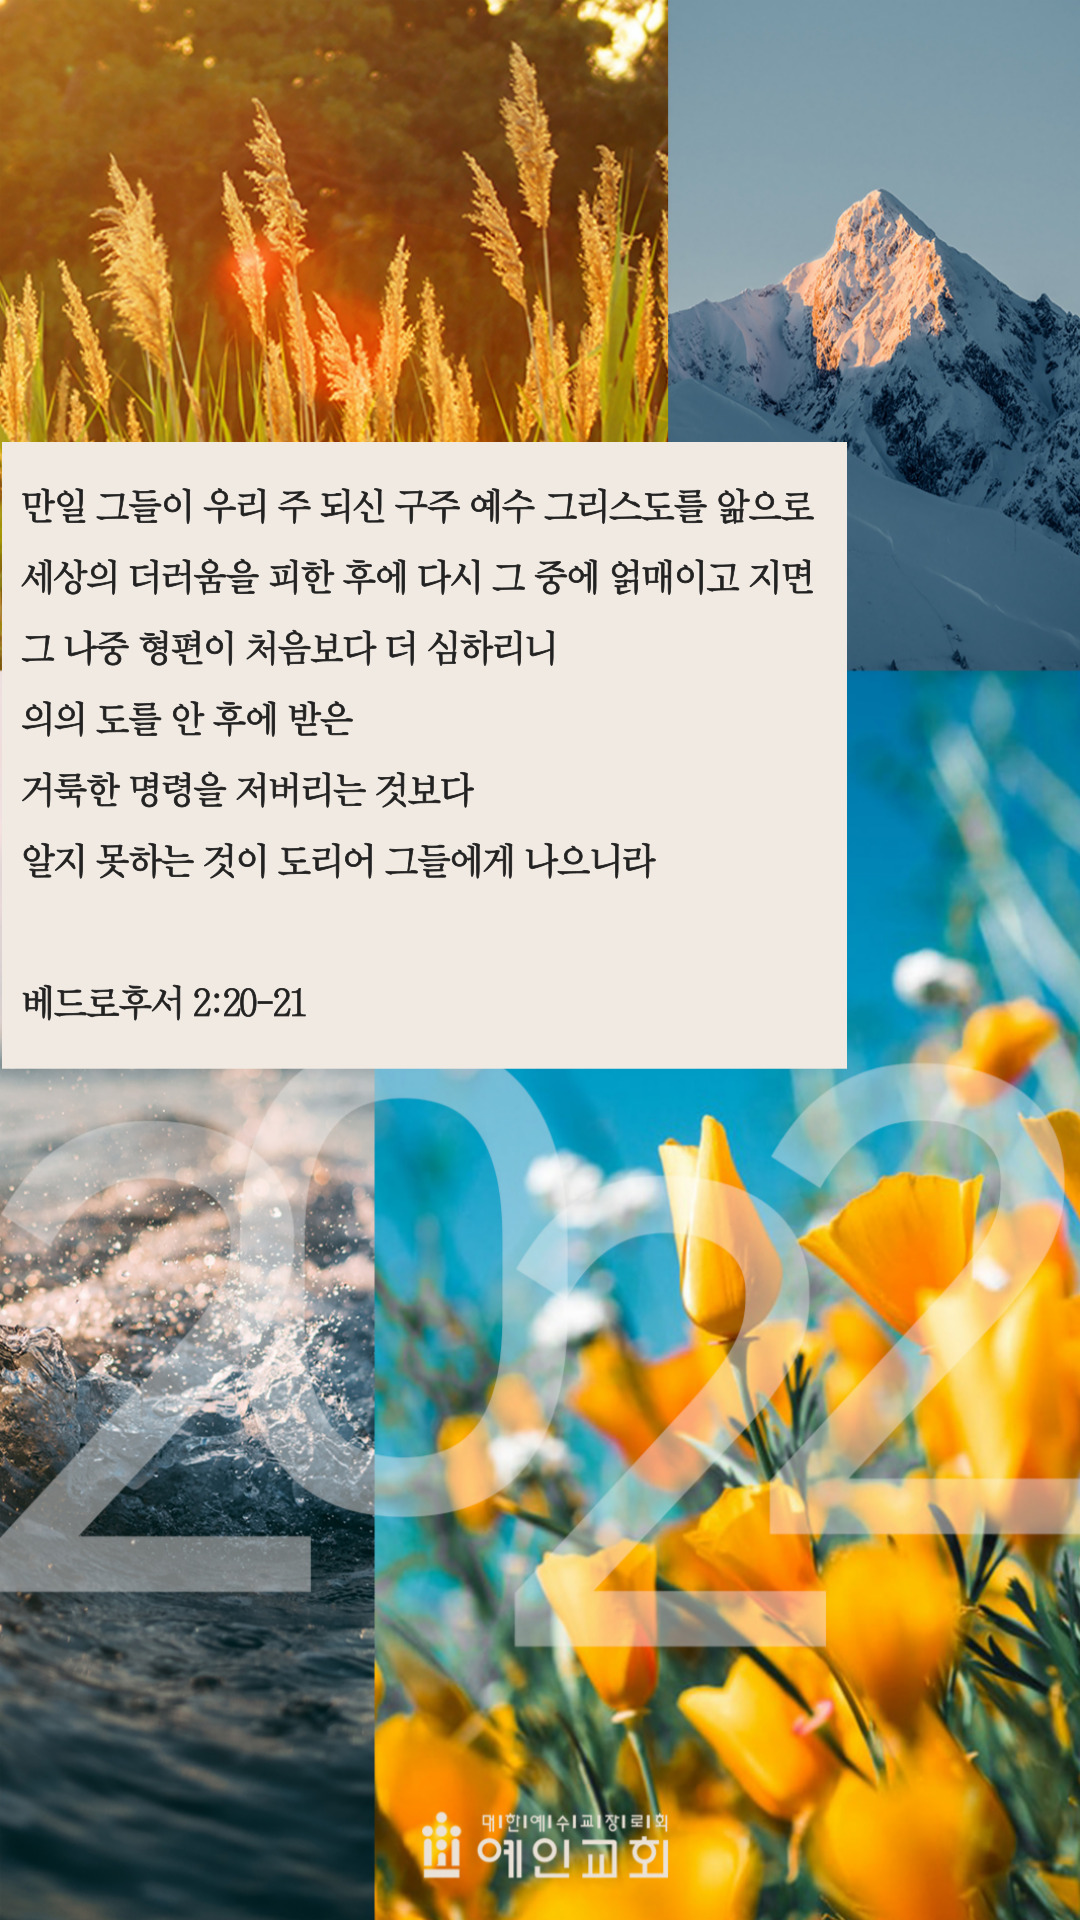 만일 그들이 우리 주 되신 구주 예수 그리스도를 앎으로
세상의 더러움을 피한 후에 다시 그 중에 얽매이고 지면
그 나중 형편이 처음보다 더 심하리니
의의 도를 안 후에 받은
거룩한 명령을 저버리는 것보다
알지 못하는 것이 도리어 그들에게 나으니라
베드로후서 2:20-21
2022
대한예수교장로회
예인교회